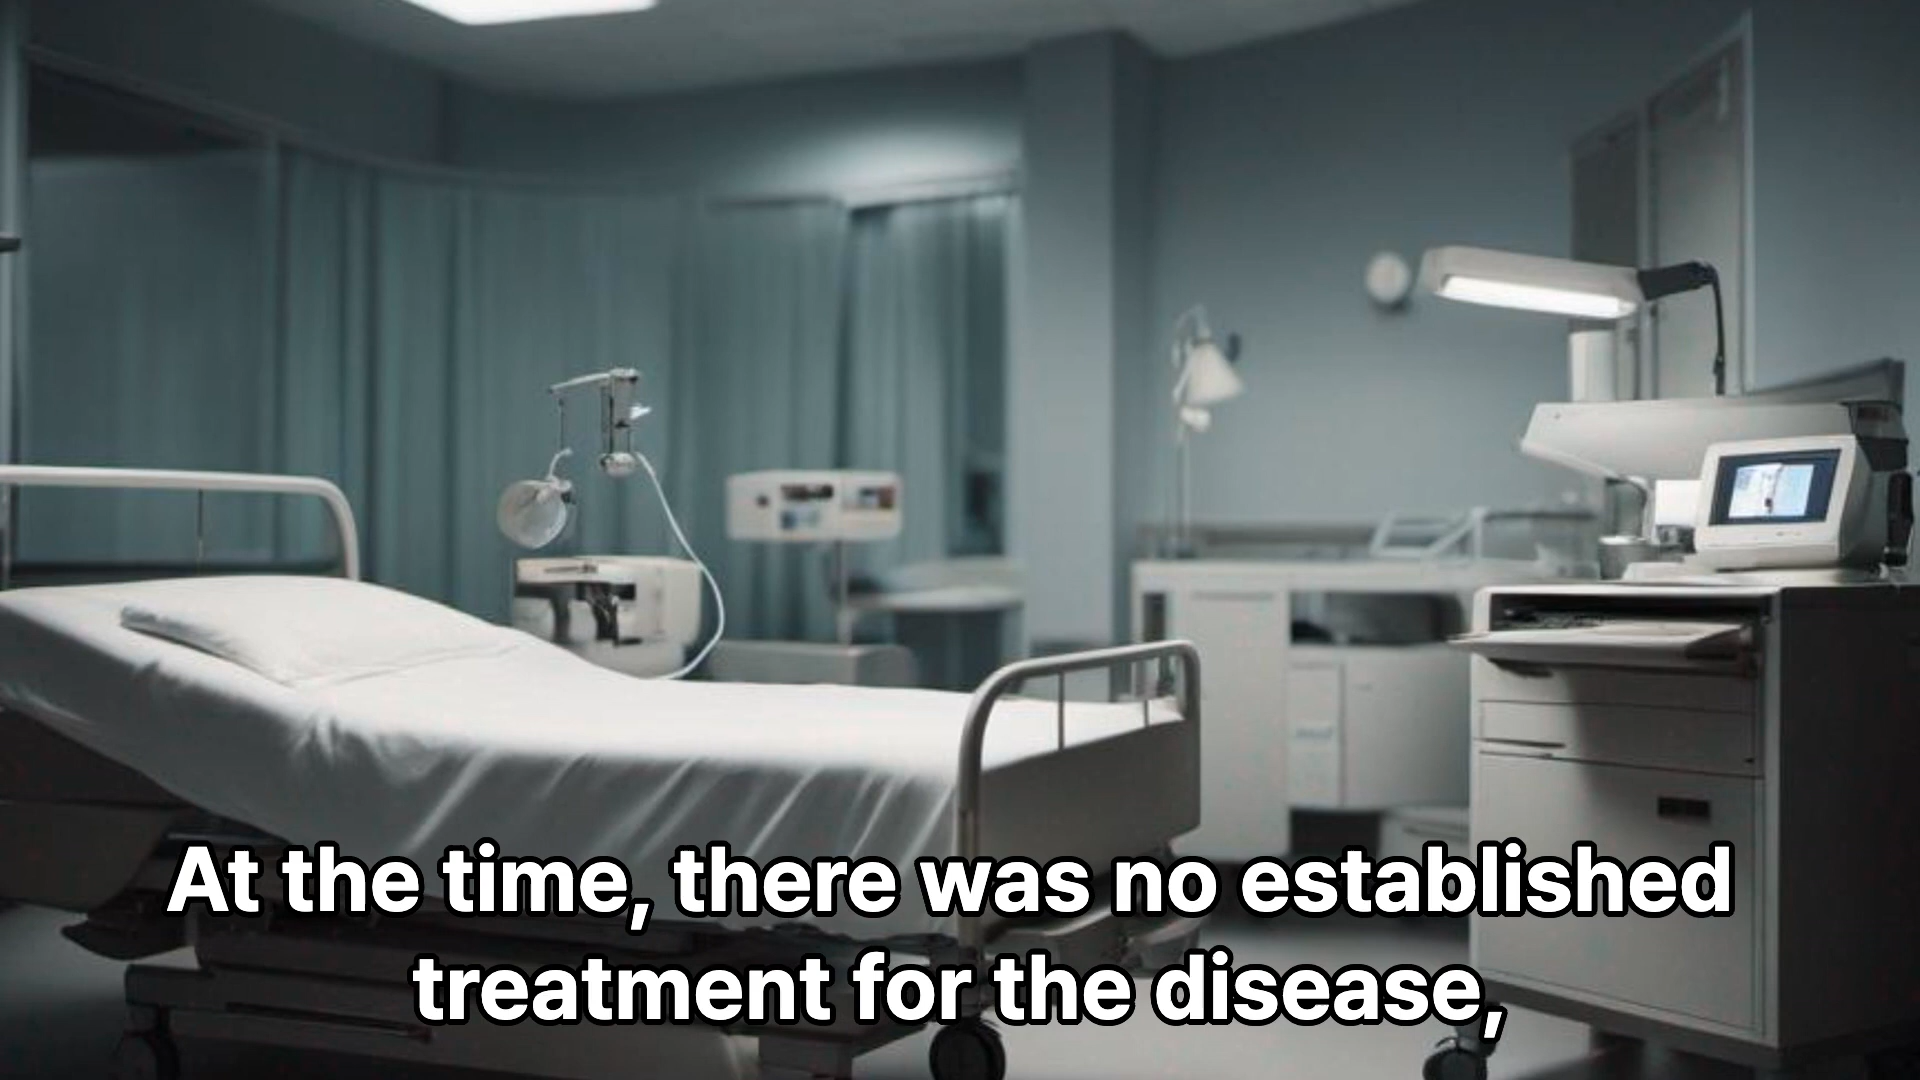 At the time, there was no established
treatment for the disease,